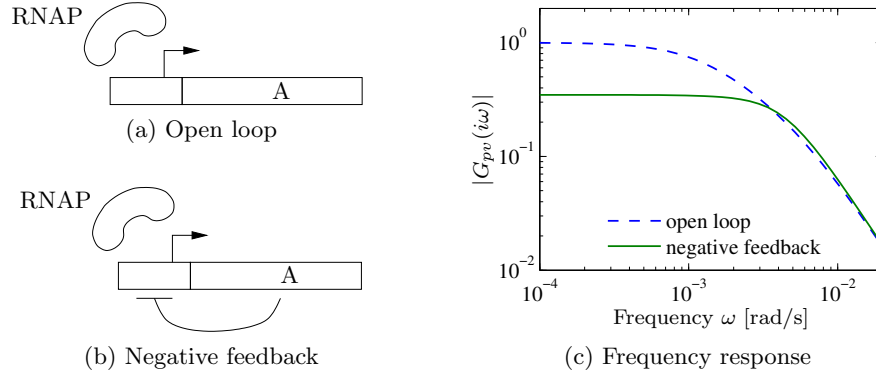 RNAP
A
(a) Open loop
RNAP
A
(b) Negative feedback
10^0
10^-1
10^-2
|G_pv(iω)|
open loop
negative feedback
10^-4
10^-3
10^-2
Frequency ω [rad/s]
(c) Frequency response